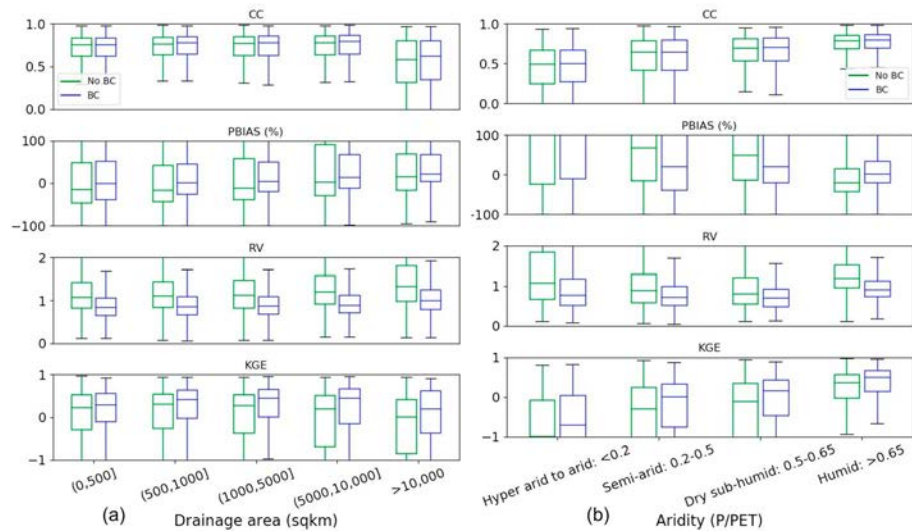 CC
1.0
0.5
0.0
No BC
BC
PBIAS (%)
100
0
-100
RV
2
1
0
KGE
1
0
-1
(0,500]
(500,1000]
(1000,5000]
(5000,10,000]
>10,000
(a)
Drainage area (sqkm)
CC
1.0
0.5
0.0
No BC
BC
PBIAS (%)
100
0
-100
RV
2
1
0
KGE
1
0
-1
Hyper arid to arid: <0.2
Semi-arid: 0.2-0.5
Dry sub-humid: 0.5-0.65
Humid: >0.65
(b)
Aridity (P/PET)